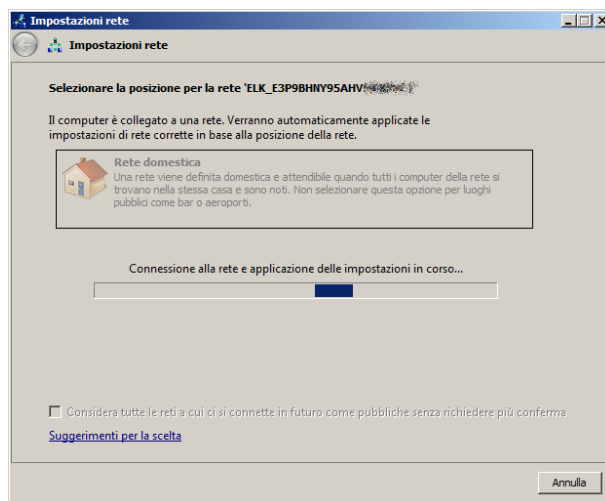 Impostazioni rete
Impostazioni rete
Selezionare la posizione per la rete 'ELK_E3P9BHNY95AHV
Il computer è collegato a una rete. Verranno automaticamente applicate le
impostazioni di rete corrette in base alla posizione della rete.
Rete domestica
Una rete viene definita domestica e attendibile quando tutti i computer della rete si
trovano nella stessa casa e sono noti. Non selezionare questa opzione per luoghi
pubblici come bar o aeroporti.
Connessione alla rete e applicazione delle impostazioni in corso...
Considera tutte le reti a cui ci si connette in futuro come pubbliche senza richiedere più conferma
Suggerimenti per la scelta
Annulla